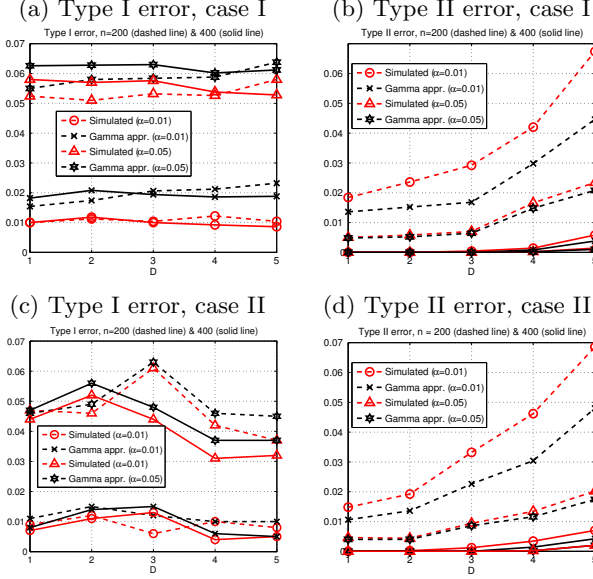 (a) Type I error, case I
Type I error, n=200 (dashed line) & 400 (solid line)
0.07
0.06
0.05
0.04
0.03
0.02
0.01
0
1 2 3 4 5
D
Simulated (α=0.01)
Gamma appr. (α=0.01)
Simulated (α=0.05)
Gamma appr. (α=0.05)
(b) Type II error, case I
Type II error, n=200 (dashed line) & 400 (solid line)
0.07
0.06
0.05
0.04
0.03
0.02
0.01
0
1 2 3 4 5
D
Simulated (α=0.01)
Gamma appr. (α=0.01)
Simulated (α=0.05)
Gamma appr. (α=0.05)
(c) Type I error, case II
Type I error, n=200 (dashed line) & 400 (solid line)
0.07
0.06
0.05
0.04
0.03
0.02
0.01
0
1 2 3 4 5
D
Simulated (α=0.01)
Gamma appr. (α=0.01)
Simulated (α=0.01)
Gamma appr. (α=0.05)
(d) Type II error, case II
Type II error, n = 200 (dashed line) & 400 (solid line)
0.07
0.06
0.05
0.04
0.03
0.02
0.01
0
1 2 3 4 5
D
Simulated (α=0.01)
Gamma appr. (α=0.01)
Simulated (α=0.05)
Gamma appr. (α=0.05)